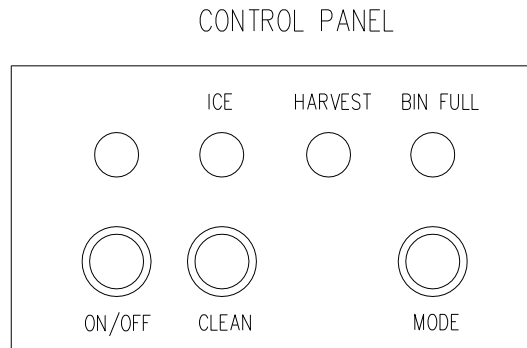 CONTROL PANEL
ICE HARVEST BIN FULL
ON/OFF CLEAN MODE